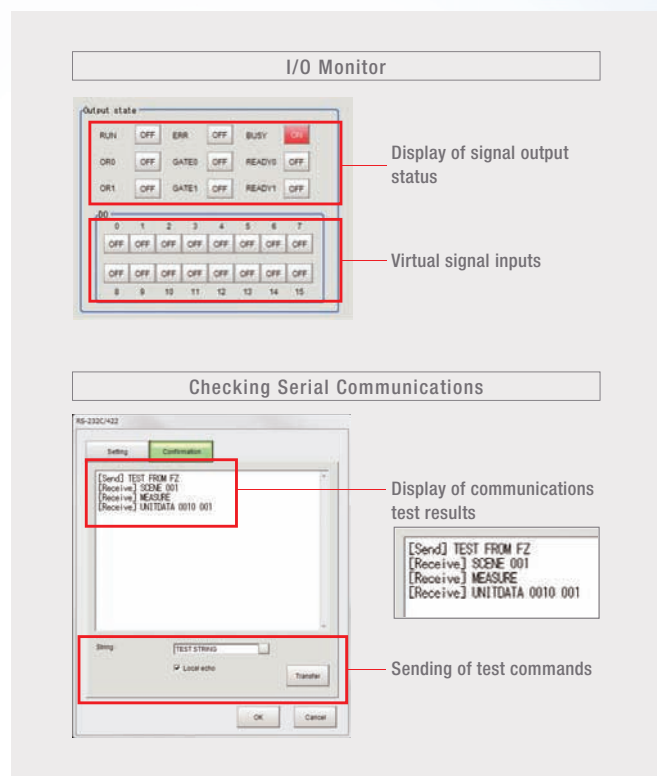 I/O Monitor
Output state
RUN OFF ERR OFF BUSY ON
OR0 OFF GATE0 OFF READY0 OFF
OR1 OFF GATE1 OFF READY1 OFF
DO
0 1 2 3 4 5 6 7
OFF OFF OFF OFF OFF OFF OFF OFF
OFF OFF OFF OFF OFF OFF OFF OFF
8 9 10 11 12 13 14 15
Display of signal output
status
Virtual signal inputs
Checking Serial Communications
RS-232C/422
Setting Confirmation
[Send] TEST FROM FZ
[Receive] SCENE 001
[Receive] MEASURE
[Receive] UNITDATA 0010 001
Display of communications
test results
[Send] TEST FROM FZ
[Receive] SCENE 001
[Receive] MEASURE
[Receive] UNITDATA 0010 001
String: TEST STRING
Local echo
Transfer
Sending of test commands
OK Cancel